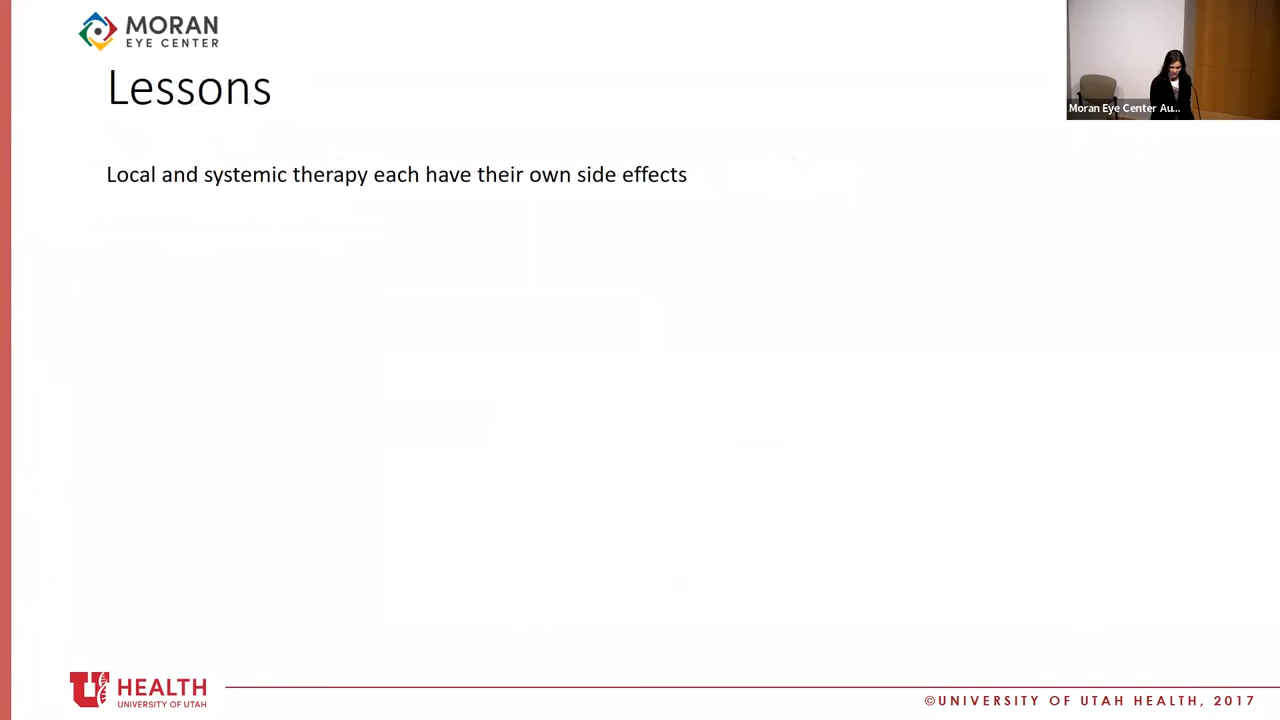 MORAN
EYE CENTER
Lessons
Moran Eye Center Au...
Local and systemic therapy each have their own side effects
U HEALTH
UNIVERSITY OF UTAH
©UNIVERSITY OF UTAH HEALTH, 2017